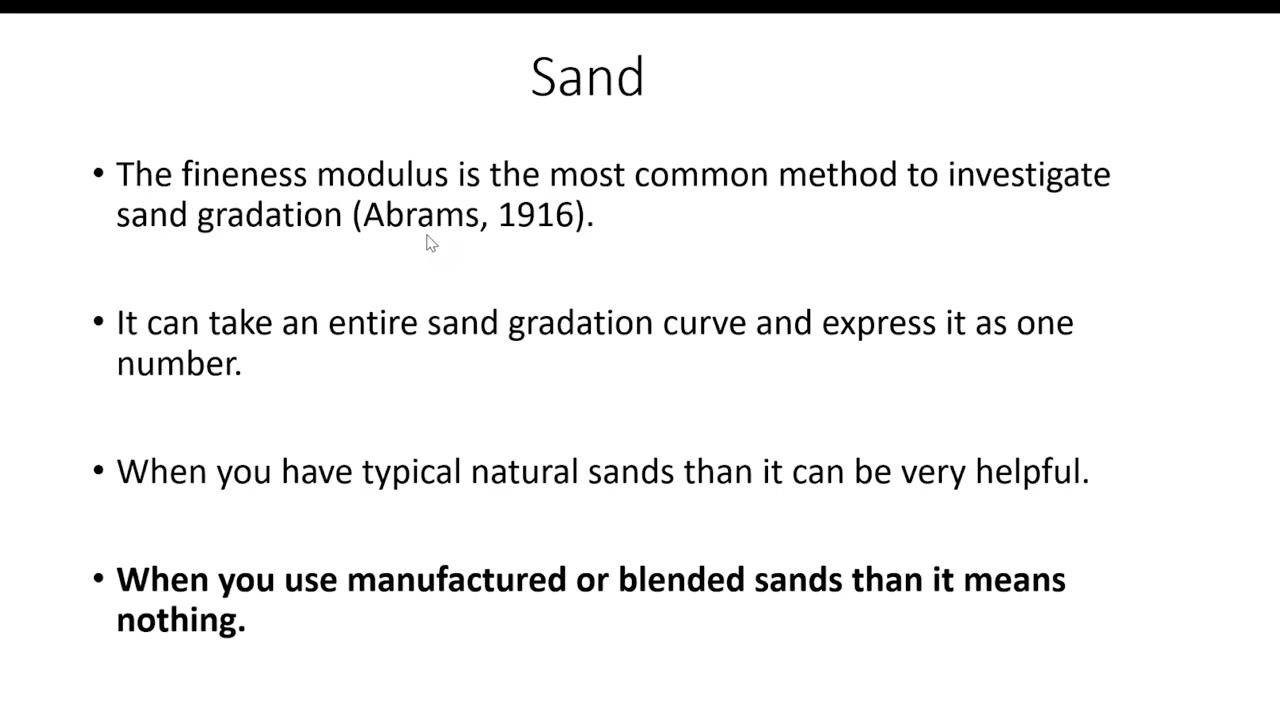 Sand
• The fineness modulus is the most common method to investigate
sand gradation (Abrams, 1916).
• It can take an entire sand gradation curve and express it as one
number.
• When you have typical natural sands than it can be very helpful.
• When you use manufactured or blended sands than it means
nothing.